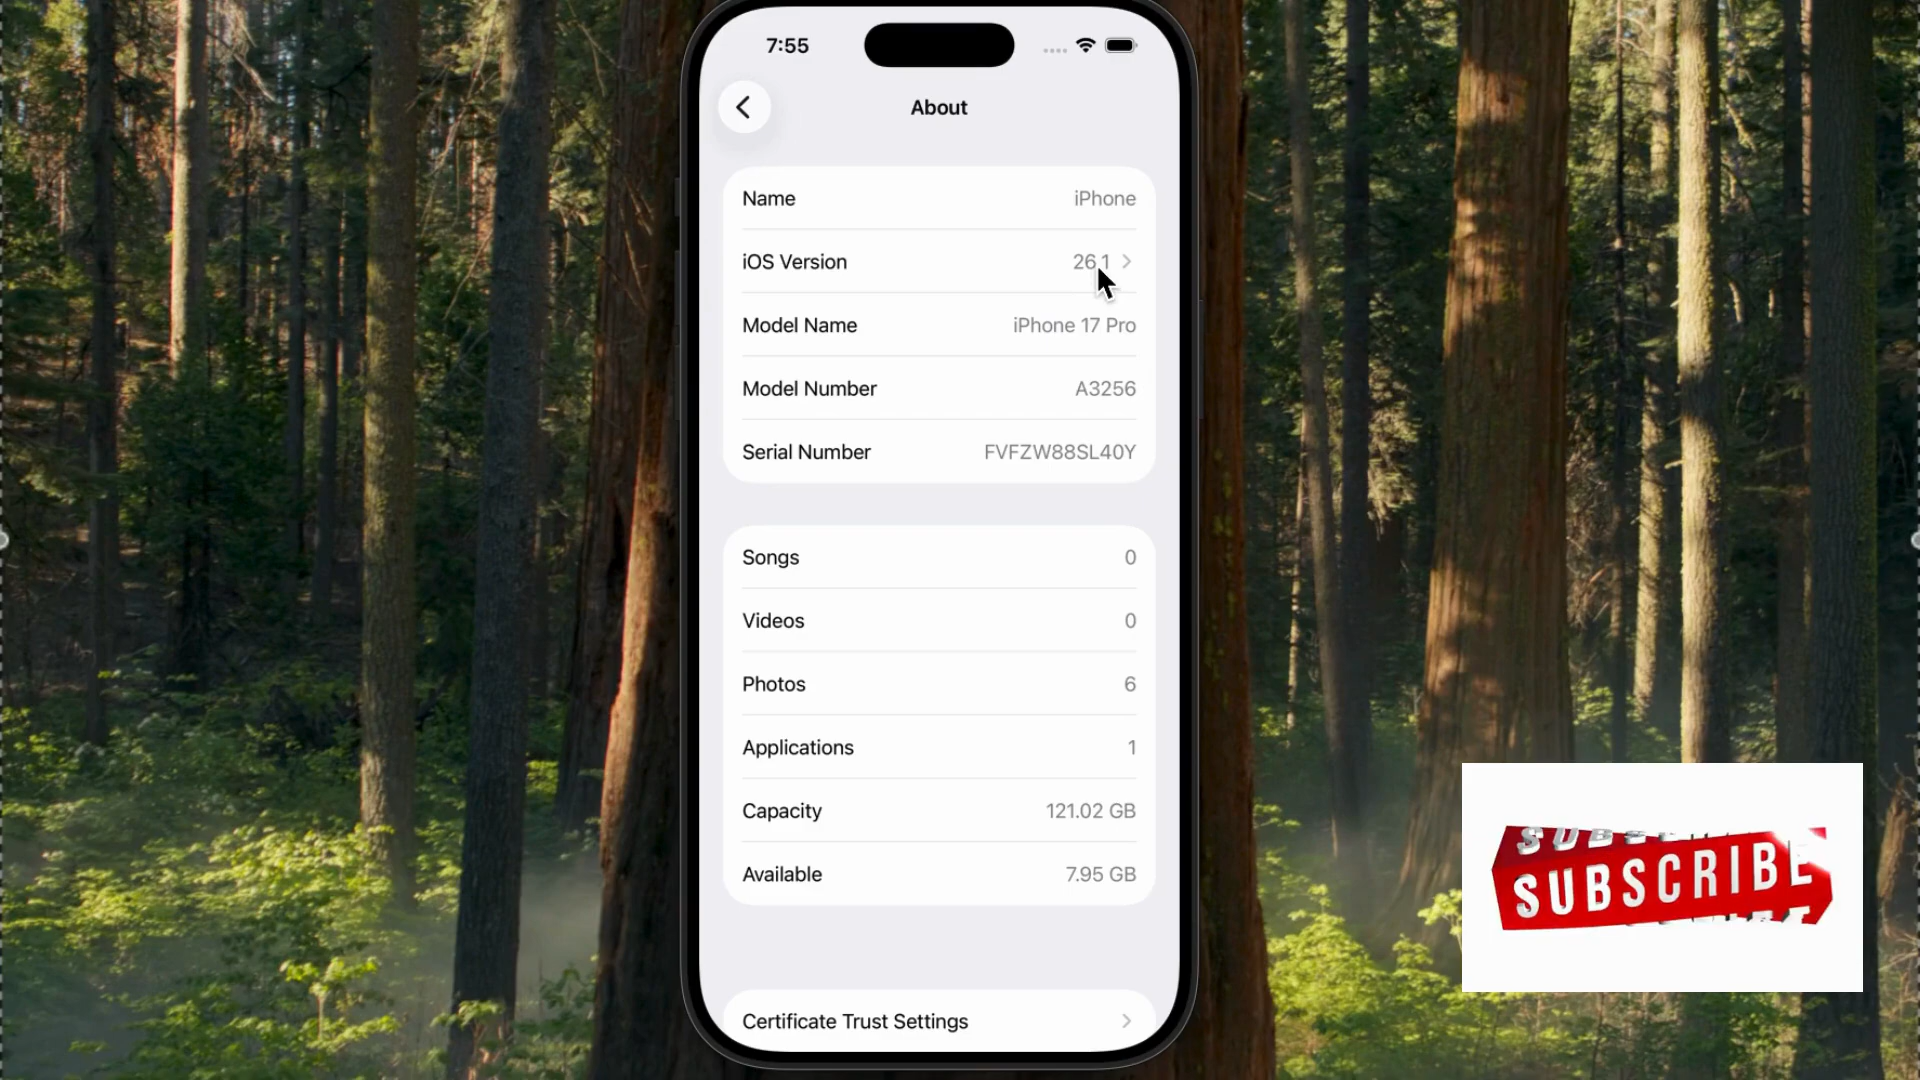 7:55
About
Name iPhone
iOS Version 26.1
Model Name iPhone 17 Pro
Model Number A3256
Serial Number FVFZW88SL40Y
Songs 0
Videos 0
Photos 6
Applications 1
Capacity 121.02 GB
Available 7.95 GB
Certificate Trust Settings
SUBSCRIBE